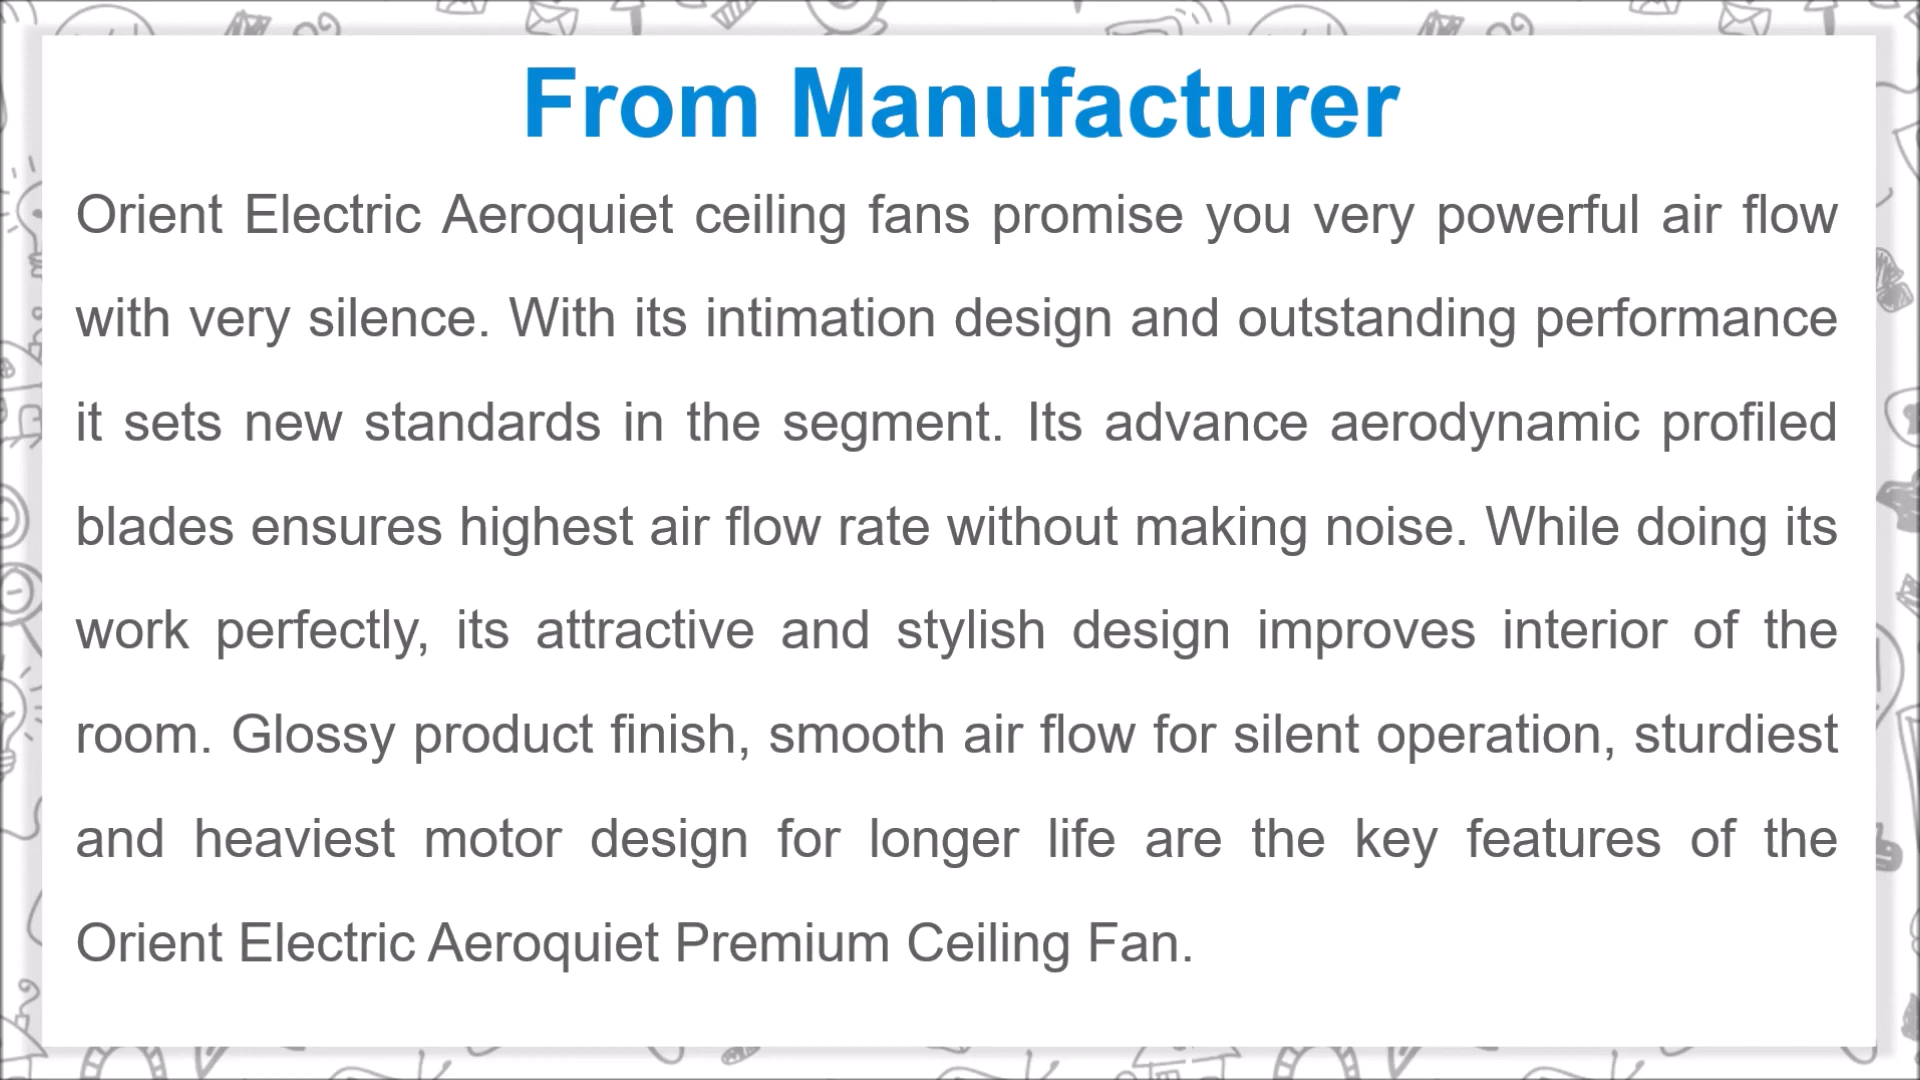 From Manufacturer
Orient Electric Aeroquiet ceiling fans promise you very powerful air flow
with very silence. With its intimation design and outstanding performance
it sets new standards in the segment. Its advance aerodynamic profiled
blades ensures highest air flow rate without making noise. While doing its
work perfectly, its attractive and stylish design improves interior of the
room. Glossy product finish, smooth air flow for silent operation, sturdiest
and heaviest motor design for longer life are the key features of the
Orient Electric Aeroquiet Premium Ceiling Fan.